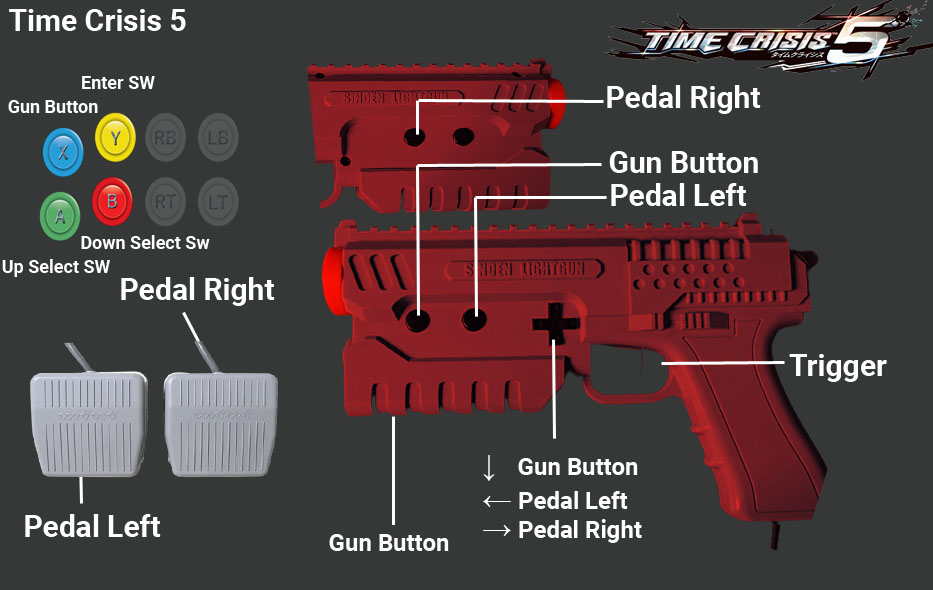 Time Crisis 5
TIME CRISIS 5
タイムクライシス
Enter SW
Gun Button
X
Y
RB
LB
A
B
RT
LT
Down Select Sw
Up Select SW
Pedal Right
Pedal Left
SINDEN LIGHTGUN
Pedal Right
Gun Button
Pedal Left
SINDEN LIGHTGUN
Trigger
↓ Gun Button
← Pedal Left
→ Pedal Right
Gun Button